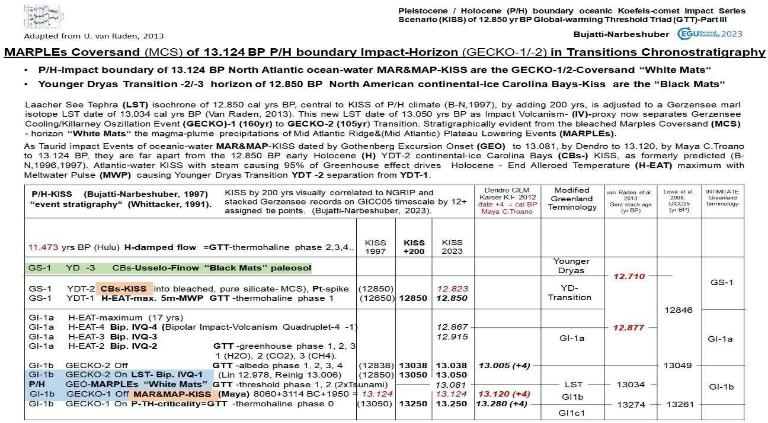 Pleistocene / Holocene (P/H) boundary oceanic Koefels-comet Impact Series
Scenario (KISS) of 12.850 yr BP Global-warming Threshold Triad (GTT)-Part III
Adapted from U. van Raden, 2013
Bujatti-Narbeshuber EGU 2023
MARPLEs Coversand (MCS) of 13.124 BP P/H boundary Impact-Horizon (GECKO-1/-2) in Transitions Chronostratigraphy
• P/H-Impact boundary of 13.124 BP North Atlantic ocean-water MAR&MAP-KISS are the GECKO-1/2-Coversand "White Mats"
• Younger Dryas Transition -2/-3 horizon of 12.850 BP North American continental-ice Carolina Bays-Kiss are the "Black Mats"
Laacher See Tephra (LST) isochrone of 12.850 cal yrs BP, central to KISS of P/H climate (B-N,1997), by adding 200 yrs, is adjusted to a Gerzensee marl
isotope LST date of 13.034 cal yrs BP (Van Raden, 2013). This new LST date of 13.050 yrs BP as Impact Volcanism- (IV)-proxy now separates Gerzensee
Cooling/Killarney Oszillation Event (GECKO-1 (160yr) to GECKO-2 (105yr) Transition. Stratigraphically evident from the bleached Marples Coversand (MCS)
- horizon "White Mats" the magma-plume precipitations of Mid Atlantic Ridge&(Mid Atlantic) Plateau Lowering Events (MARPLEs).
As Taurid impact Events of oceanic-water MAR&MAP-KISS dated by Gothenberg Excursion Onset (GEO) to 13.081, by Dendro to 13.120, by Maya C.Troano
to 13.124 BP, they are far apart from the 12.850 BP early Holocene (H) YDT-2 continental-ice Carolina Bays (CBs-) KISS, as formerly predited (B-
N,1996,1997). Atlantic-water KISS with steam causing 95% of Greenhouse effect drives Holocene - End Alleroed Temperature (H-EAT) maximum with
Meltwater Pulse (MWP) causing Younger Dryas Transition YDT -2 separation from YDT-1.
P/H-KISS (Bujatti-Narbeshuber, 1997)
"event stratigraphy" (Whittacker, 1991).
KISS by 200 yrs visually correlated to NGRIP and
stacked Gerzensee records on GICC05 timescale by 12+
assigned tie points. (Bujatti-Narbeshuber, 2023).
Dendro CILM
Kaiser K.F. 2012
date +4 = cal BP
Maya C.Troano
Modified
Greenland
Terminology
van Raden et al.
2013
Gerz stack age
(yr BP)
Lowe et al.
2008
GICC05
(yr BP)
INTIMATE
Greenland
terminology
11.473 yrs BP (Hulu) H-damped flow =GTT-thermohaline phase 2,3,4.. KISS 1997 KISS +200 KISS 2023
GS-1 YD -3 CBs-Usselo-Finow "Black Mats" paleosol Younger Dryas 12.710
GS-1 YDT-2 CBs-KISS into bleached, pure silicate- MCS), Pt-spike (12850) 12.823 YD- GS-1
GS-1 YDT-1 H-EAT-max. 5m-MWP GTT -thermohaline phase 1 (12650) 12850 12.850 Transition
12846
GI-1a H-EAT-maximum (17 yrs)
GI-1a H-EAT-4 Bip. IVQ-4 (Bipolar Impact-Volcanism Quadruplet-4 -1) 12.867 12.877
GI-1a H-EAT-3 Bip. IVQ-3 12.915 GI-1a GI-1a
GI-1a H-EAT-2 Bip. IVQ-2 GTT -greenhouse phase 1, 2, 3
1 (H2O), 2 (CO2), 3 (CH4).
GI-1b GECKO-2 Off GTT -albedo phase 1, 2, 3, 4 (12838) 13038 13.038 13.005 (+4) 13049
GI-1b GECKO-2 On LST- Bip. IVQ-1 (Lin 12.978, Reinig 13.006) (12850) 13050 13.050
P/H GEO-MARPLEs "White Mats" GTT -threshold phase 1, 2 (2xTsunami) 13.081 LST 13034 GI-1b
GI-1b GECKO-1 Off MAR&MAP-KISS (Maya) 8060+3114 BC+1950 = 13.124 13.124 13.120 (+4) GI1b
GI-1b GECKO-1 On P-TH-criticality=GTT -thermohaline phase 0 (13050) 13250 13.250 13.280 (+4) GI1c1 13274 13261